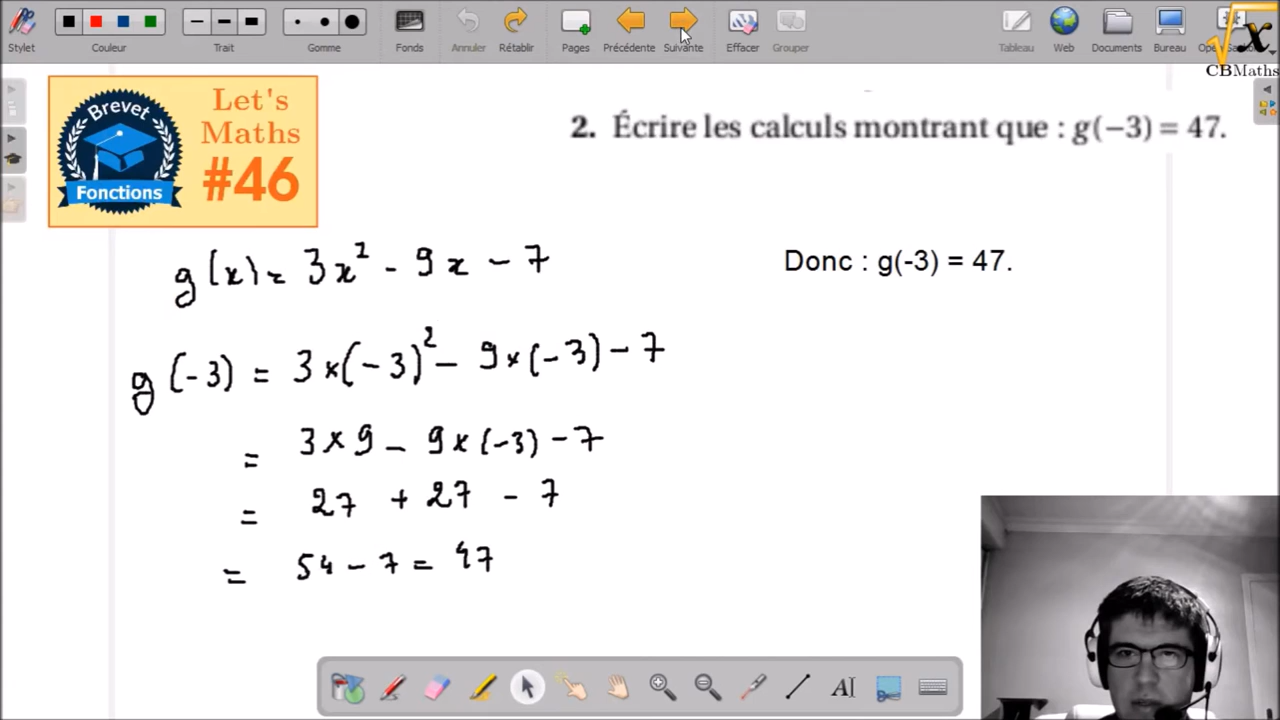 Stylet Couleur Trait Gomme Fonds Annuler Rétablir Pages Précédente Suivante Effacer Grouper Tableau Web Documents Bureau
√x
CBMaths
Brevet
Fonctions
Let's
Maths
#46
2. Écrire les calculs montrant que : g(−3) = 47.
g(x) = 3x² - 9x - 7
Donc : g(-3) = 47.
g(-3) = 3×(-3)² - 9×(-3) - 7
= 3×9 - 9×(-3) - 7
= 27 + 27 - 7
= 54 - 7 = 47
AI